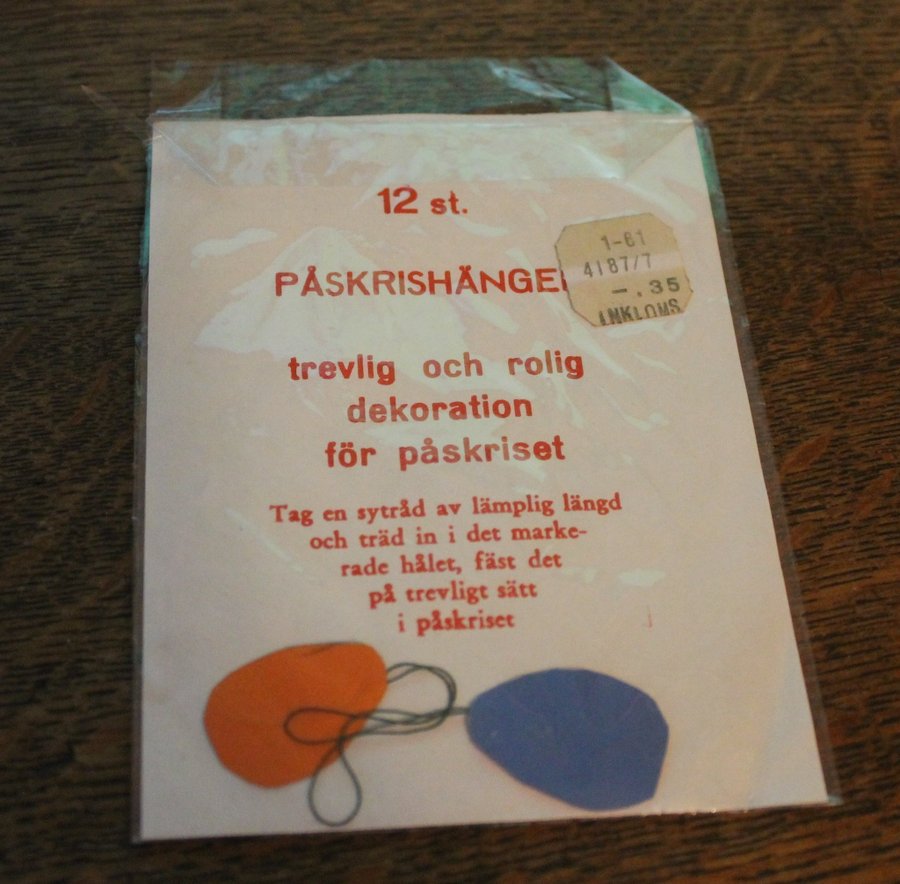 12 st.
PÅSKRISHÄNGE
1-61
4187/7
-.35
INKLOMS
trevlig och rolig
dekoration
för påskriset
Tag en sytråd av lämplig längd
och träd in i det marke-
rade hålet, fäst det
på trevligt sätt
i påskriset